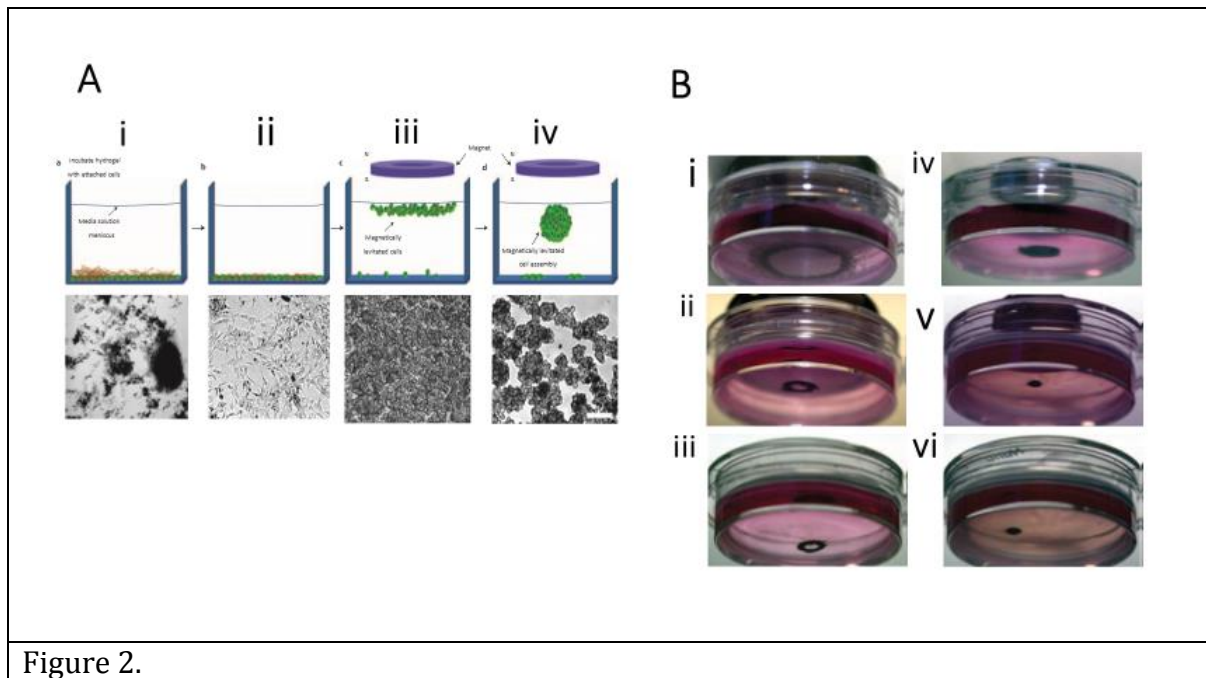 A
B
i
ii
iii
iv
a
Incubate hydrogel
with attached cells
b
c
d
Magnet
Media solution
meniscus
Magnetically
levitated cells
Magnetically levitated
cell assembly
i
iv
ii
v
iii
vi
Figure 2.